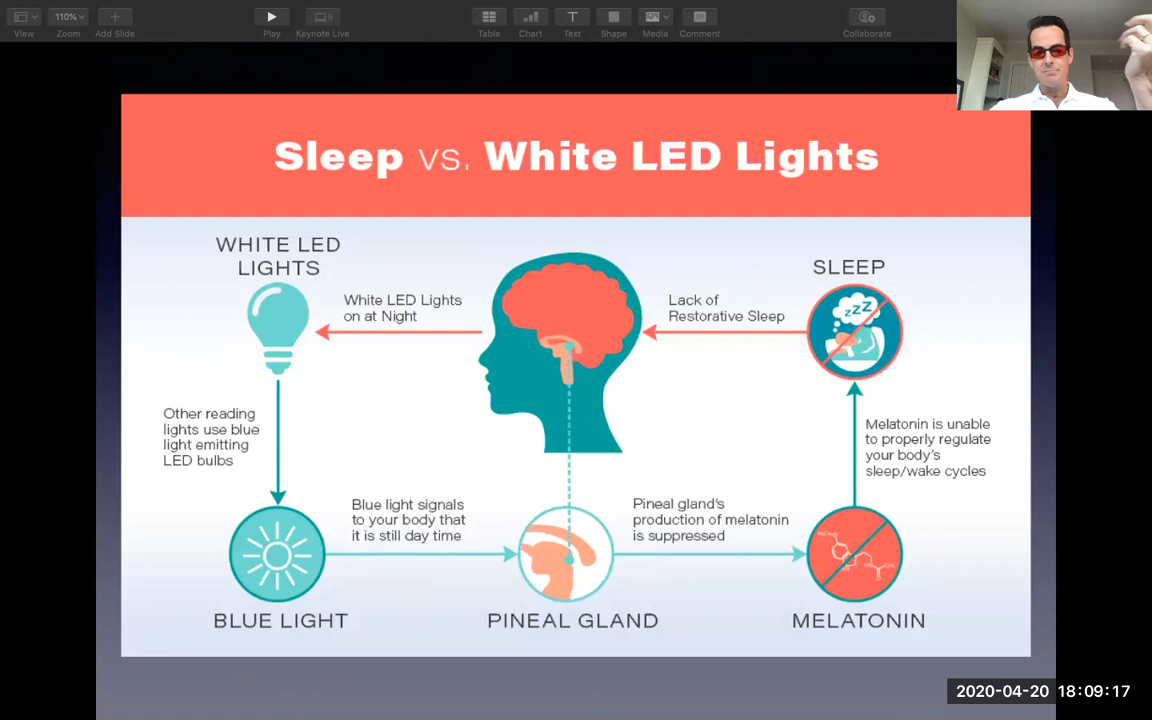 View
110%
Zoom
Add Slide
Play
Keynote Live
Table
Chart
Text
Shape
Media
Comment
Collaborate
Sleep vs. White LED Lights
WHITE LED
LIGHTS
White LED Lights
on at Night
Lack of
Restorative Sleep
SLEEP
zZZ
Other reading
lights use blue
light emitting
LED bulbs
Melatonin is unable
to properly regulate
your body's
sleep/wake cycles
Blue light signals
to your body that
it is still day time
Pineal gland's
production of melatonin
is suppressed
BLUE LIGHT
PINEAL GLAND
MELATONIN
2020-04-20 18:09:17